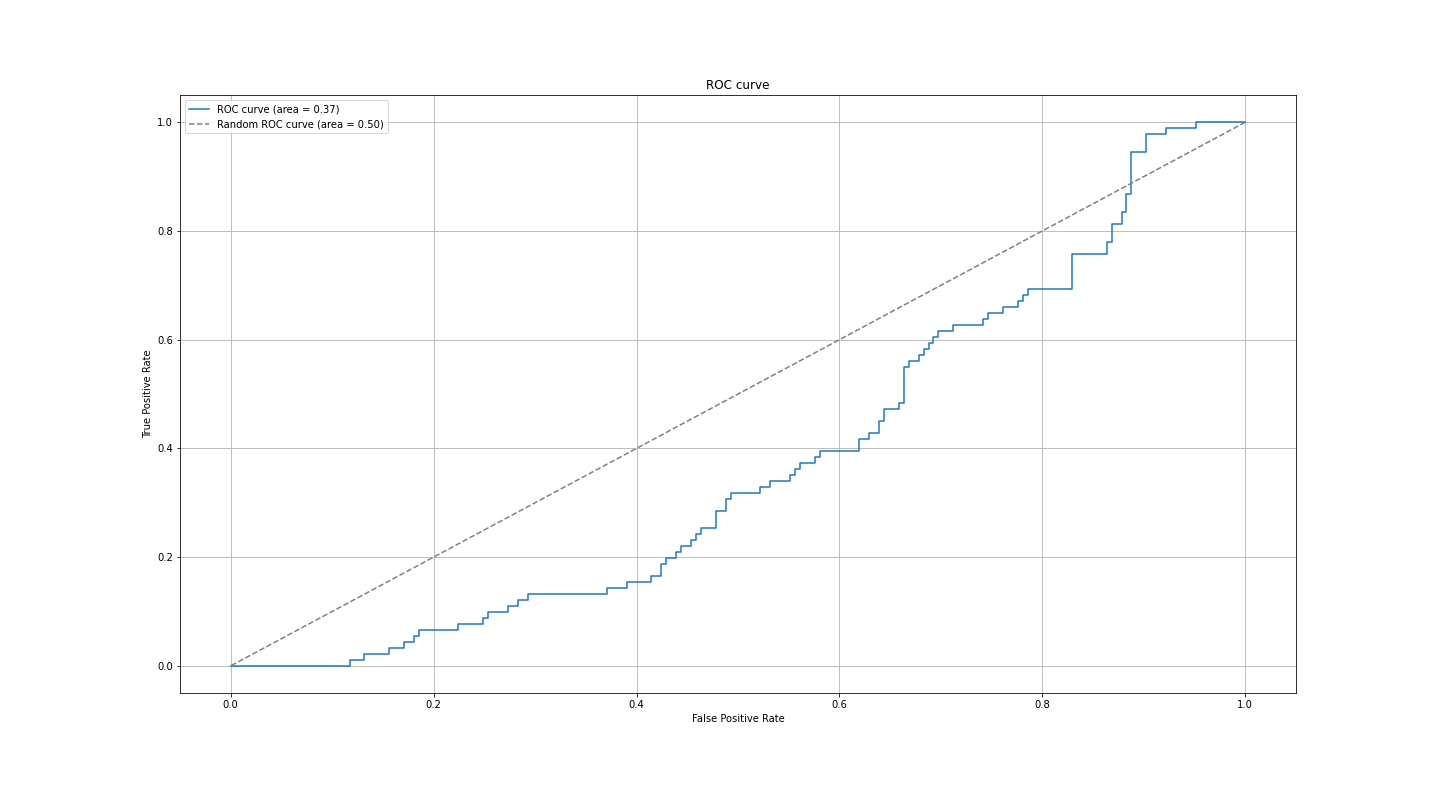 ROC curve
ROC curve (area = 0.37)
Random ROC curve (area = 0.50)
1.0
0.8
0.6
0.4
0.2
0.0
True Positive Rate
0.0 0.2 0.4 0.6 0.8 1.0
False Positive Rate